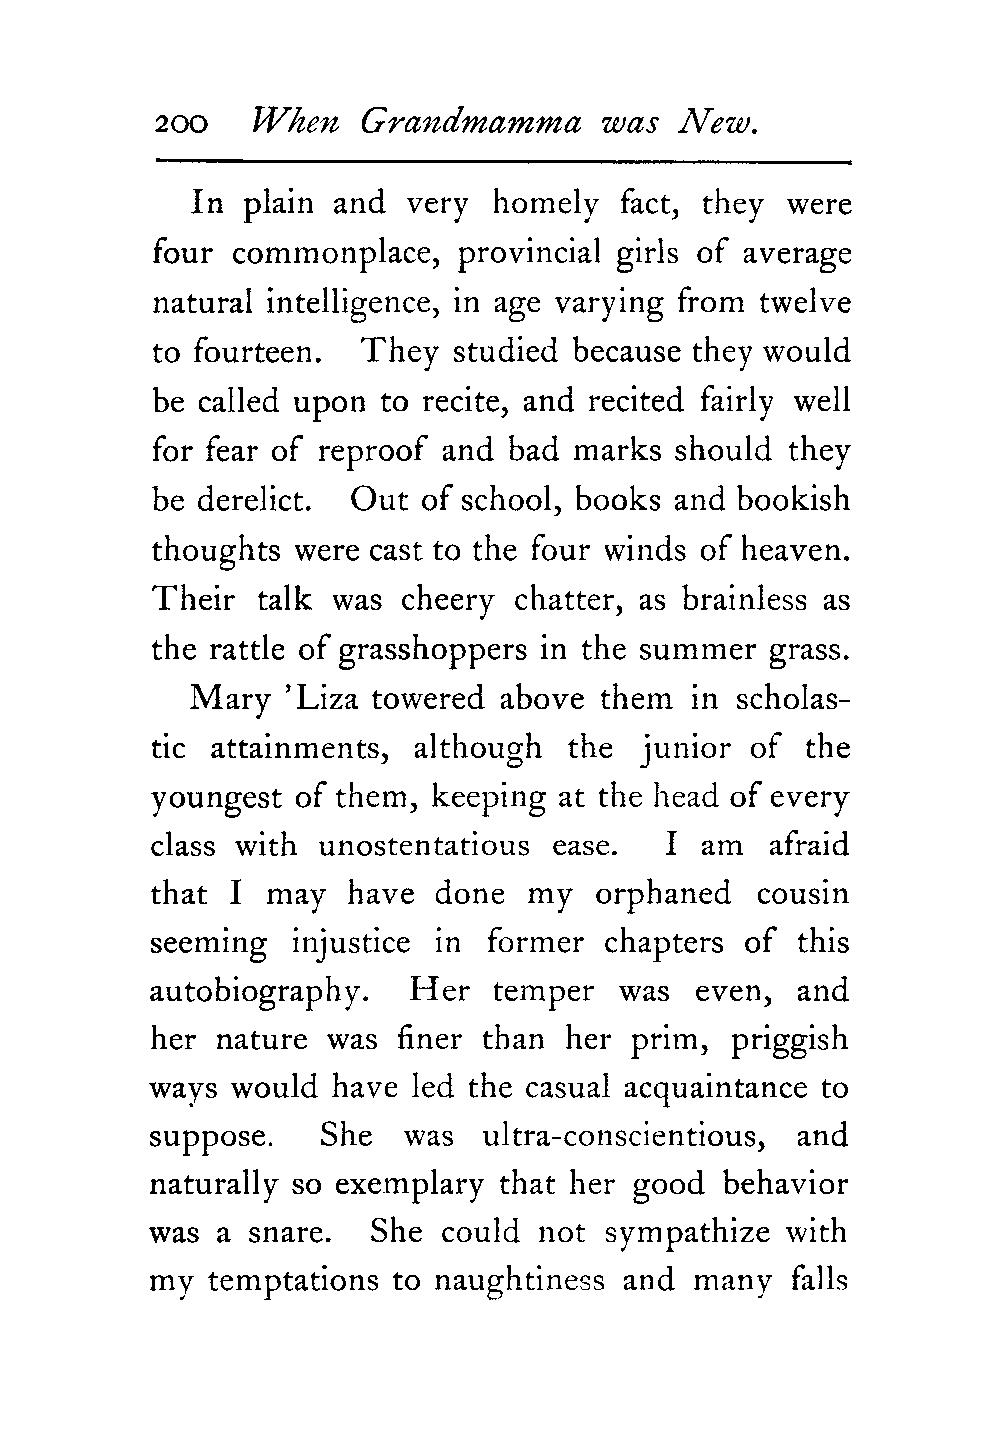 200 When Grandmamma was New.
In plain and very homely fact, they were
four commonplace, provincial girls of average
natural intelligence, in age varying from twelve
to fourteen. They studied because they would
be called upon to recite, and recited fairly well
for fear of reproof and bad marks should they
be derelict. Out of school, books and bookish
thoughts were cast to the four winds of heaven.
Their talk was cheery chatter, as brainless as
the rattle of grasshoppers in the summer grass.
Mary 'Liza towered above them in scholas-
tic attainments, although the junior of the
youngest of them, keeping at the head of every
class with unostentatious ease. I am afraid
that I may have done my orphaned cousin
seeming injustice in former chapters of this
autobiography. Her temper was even, and
her nature was finer than her prim, priggish
ways would have led the casual acquaintance to
suppose. She was ultra-conscientious, and
naturally so exemplary that her good behavior
was a snare. She could not sympathize with
my temptations to naughtiness and many falls